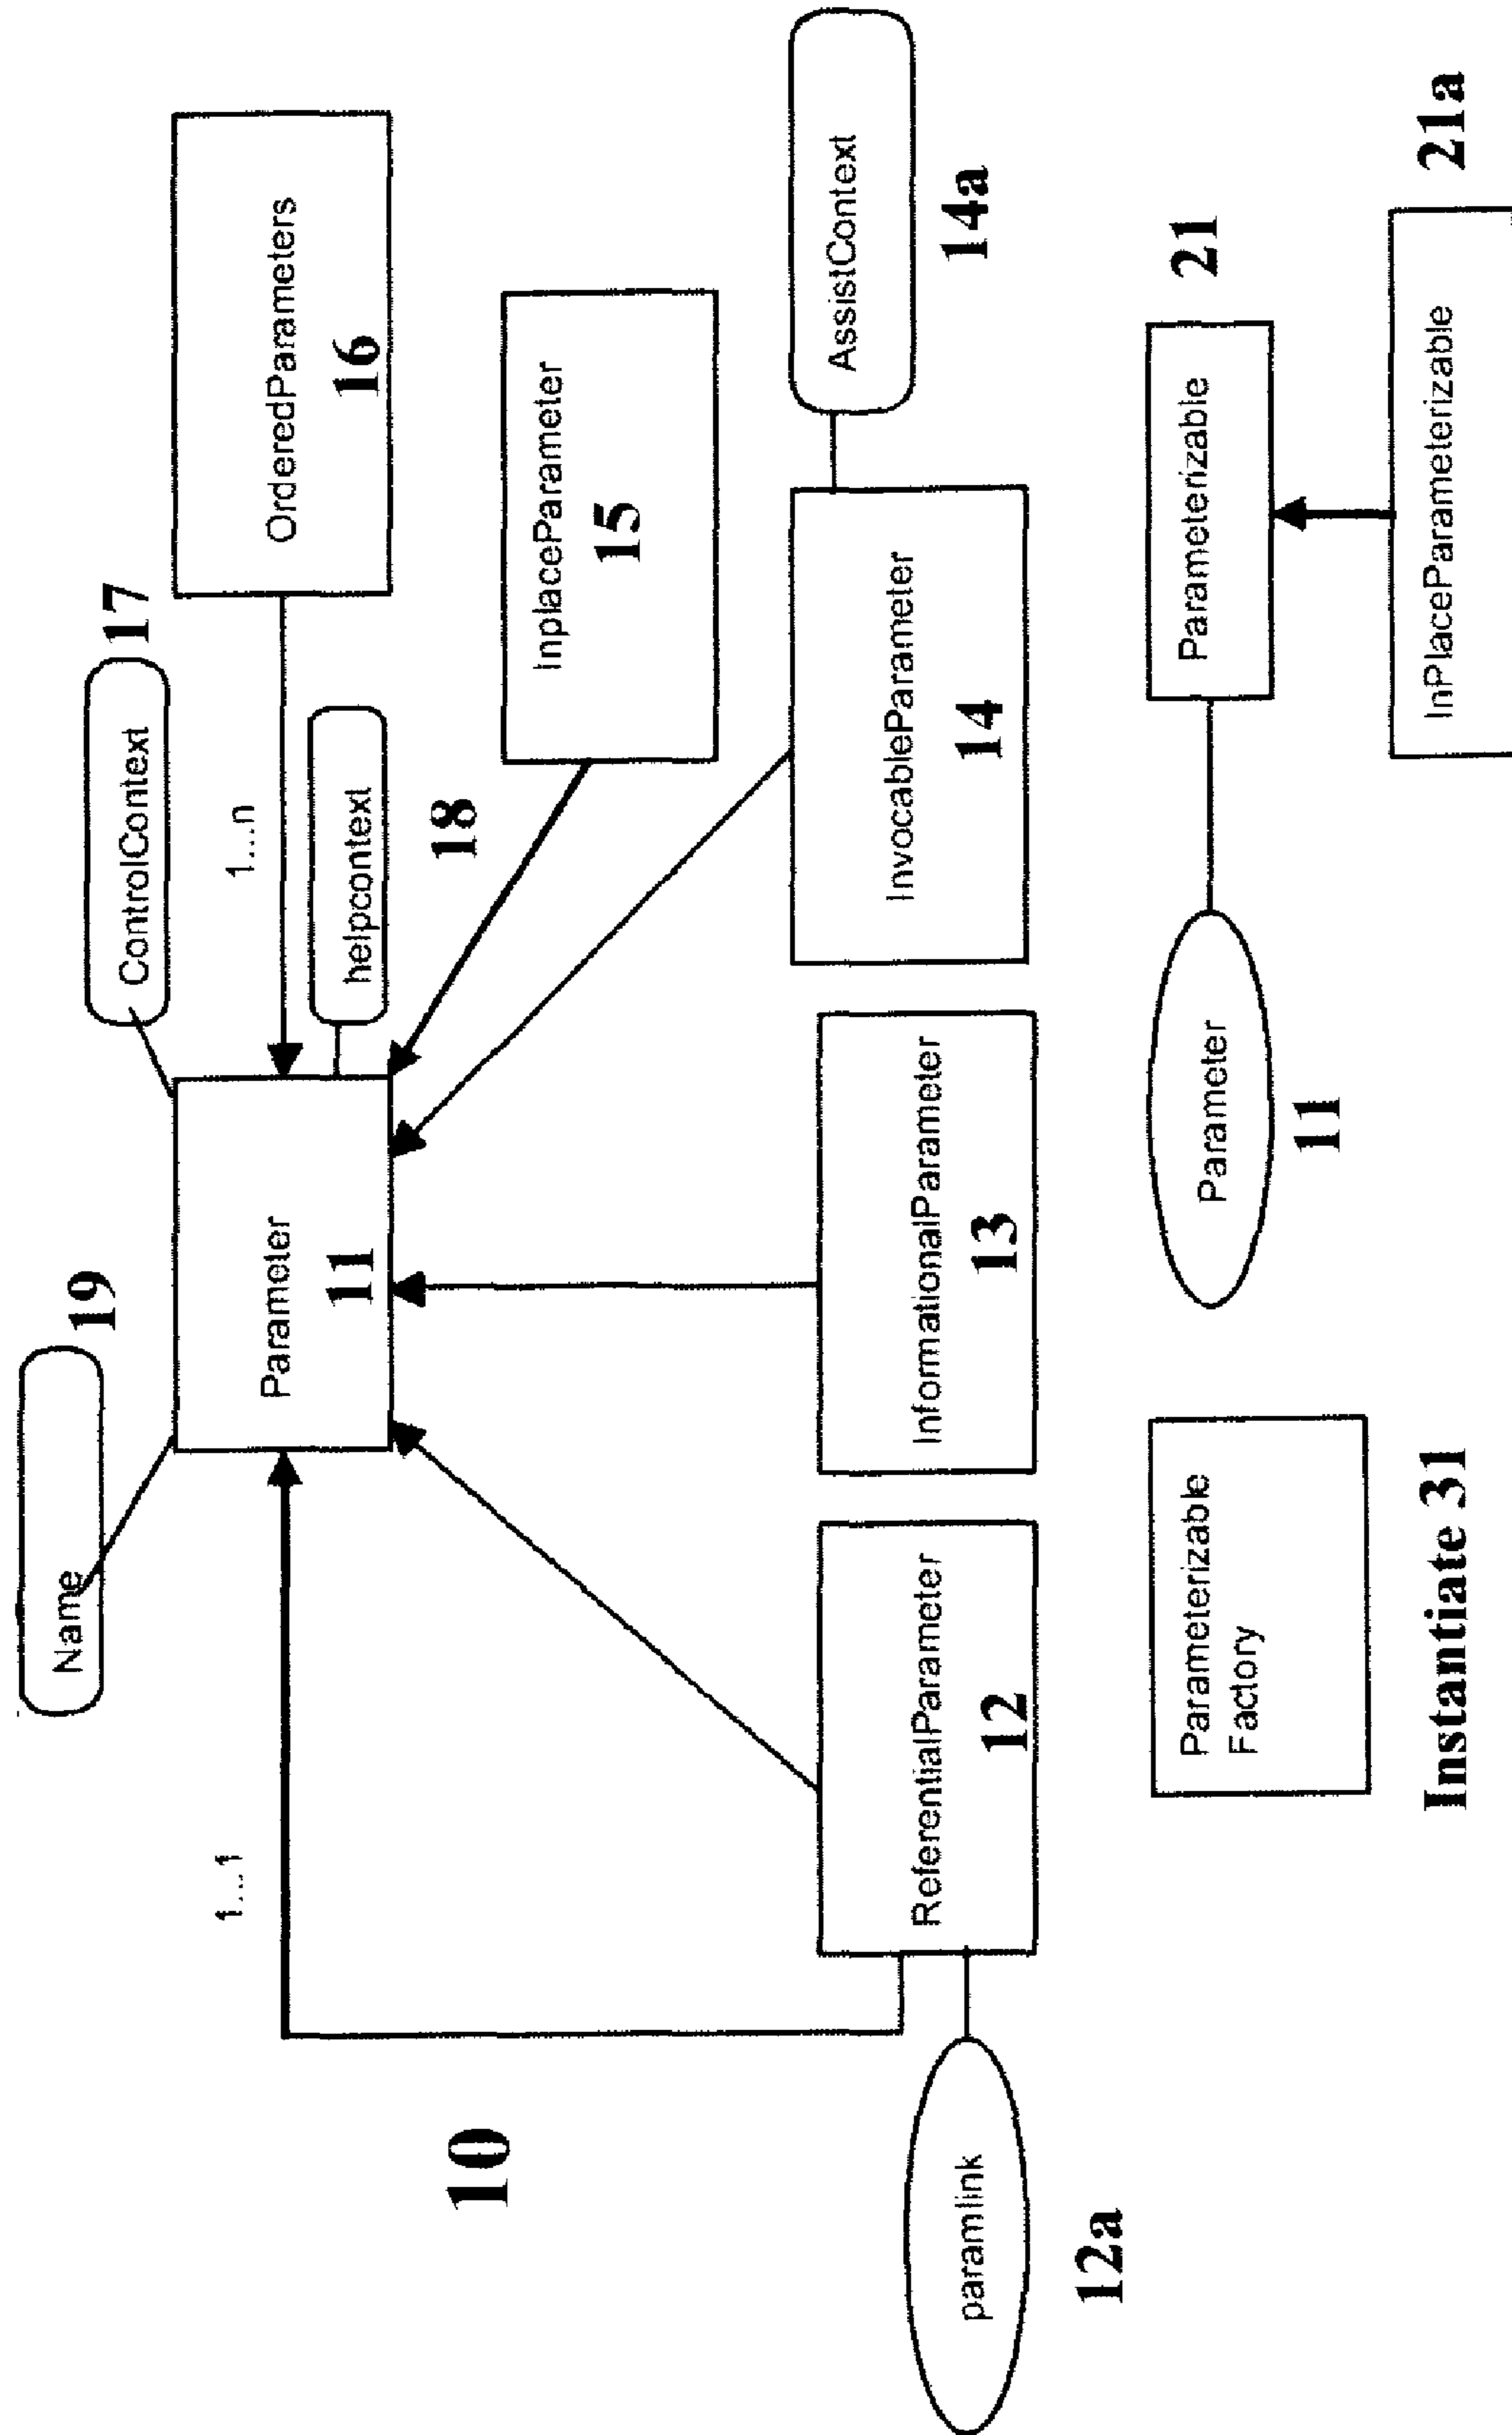 Name
19
ControlContext
17
1...1
Parameter
11
1...n
helpcontext
18
OrderedParameters
16
10
InplaceParameter
15
paramlink
12a
ReferentialParameter
12
InformationalParameter
13
InvocableParameter
14
AssistContext
14a
Parameterizable
Factory
Instantiate 31
Parameter
11
Parameterizable
21
InPlaceParameterizable
21a